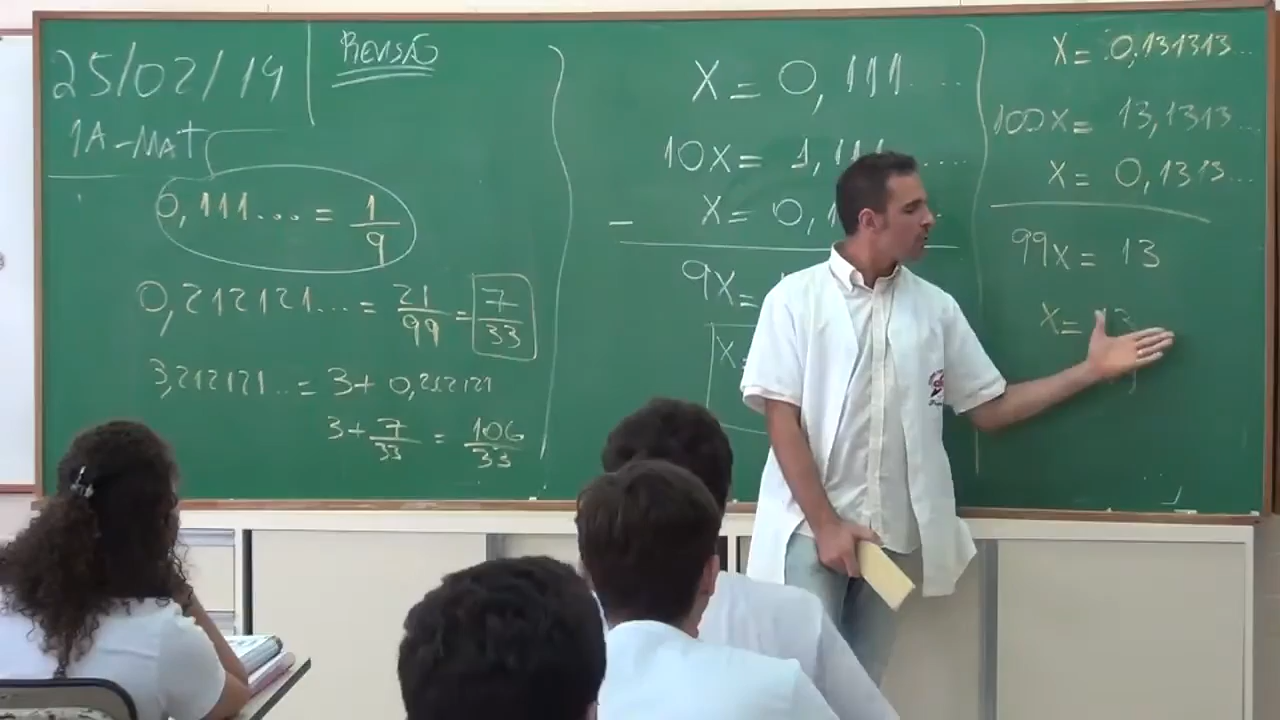 25/02/19
REVISÃO
1A-MAT
0,111... = 1/9
0,212121... = 21/99 = 7/33
3,212121... = 3+ 0,212121
3+ 7/33 = 106/33
X= 0,111....
10X= 1,111....
X= 0,1
9X=
X=
X= 0,131313...
100X= 13,1313...
X= 0,1313...
99X= 13
X= 13